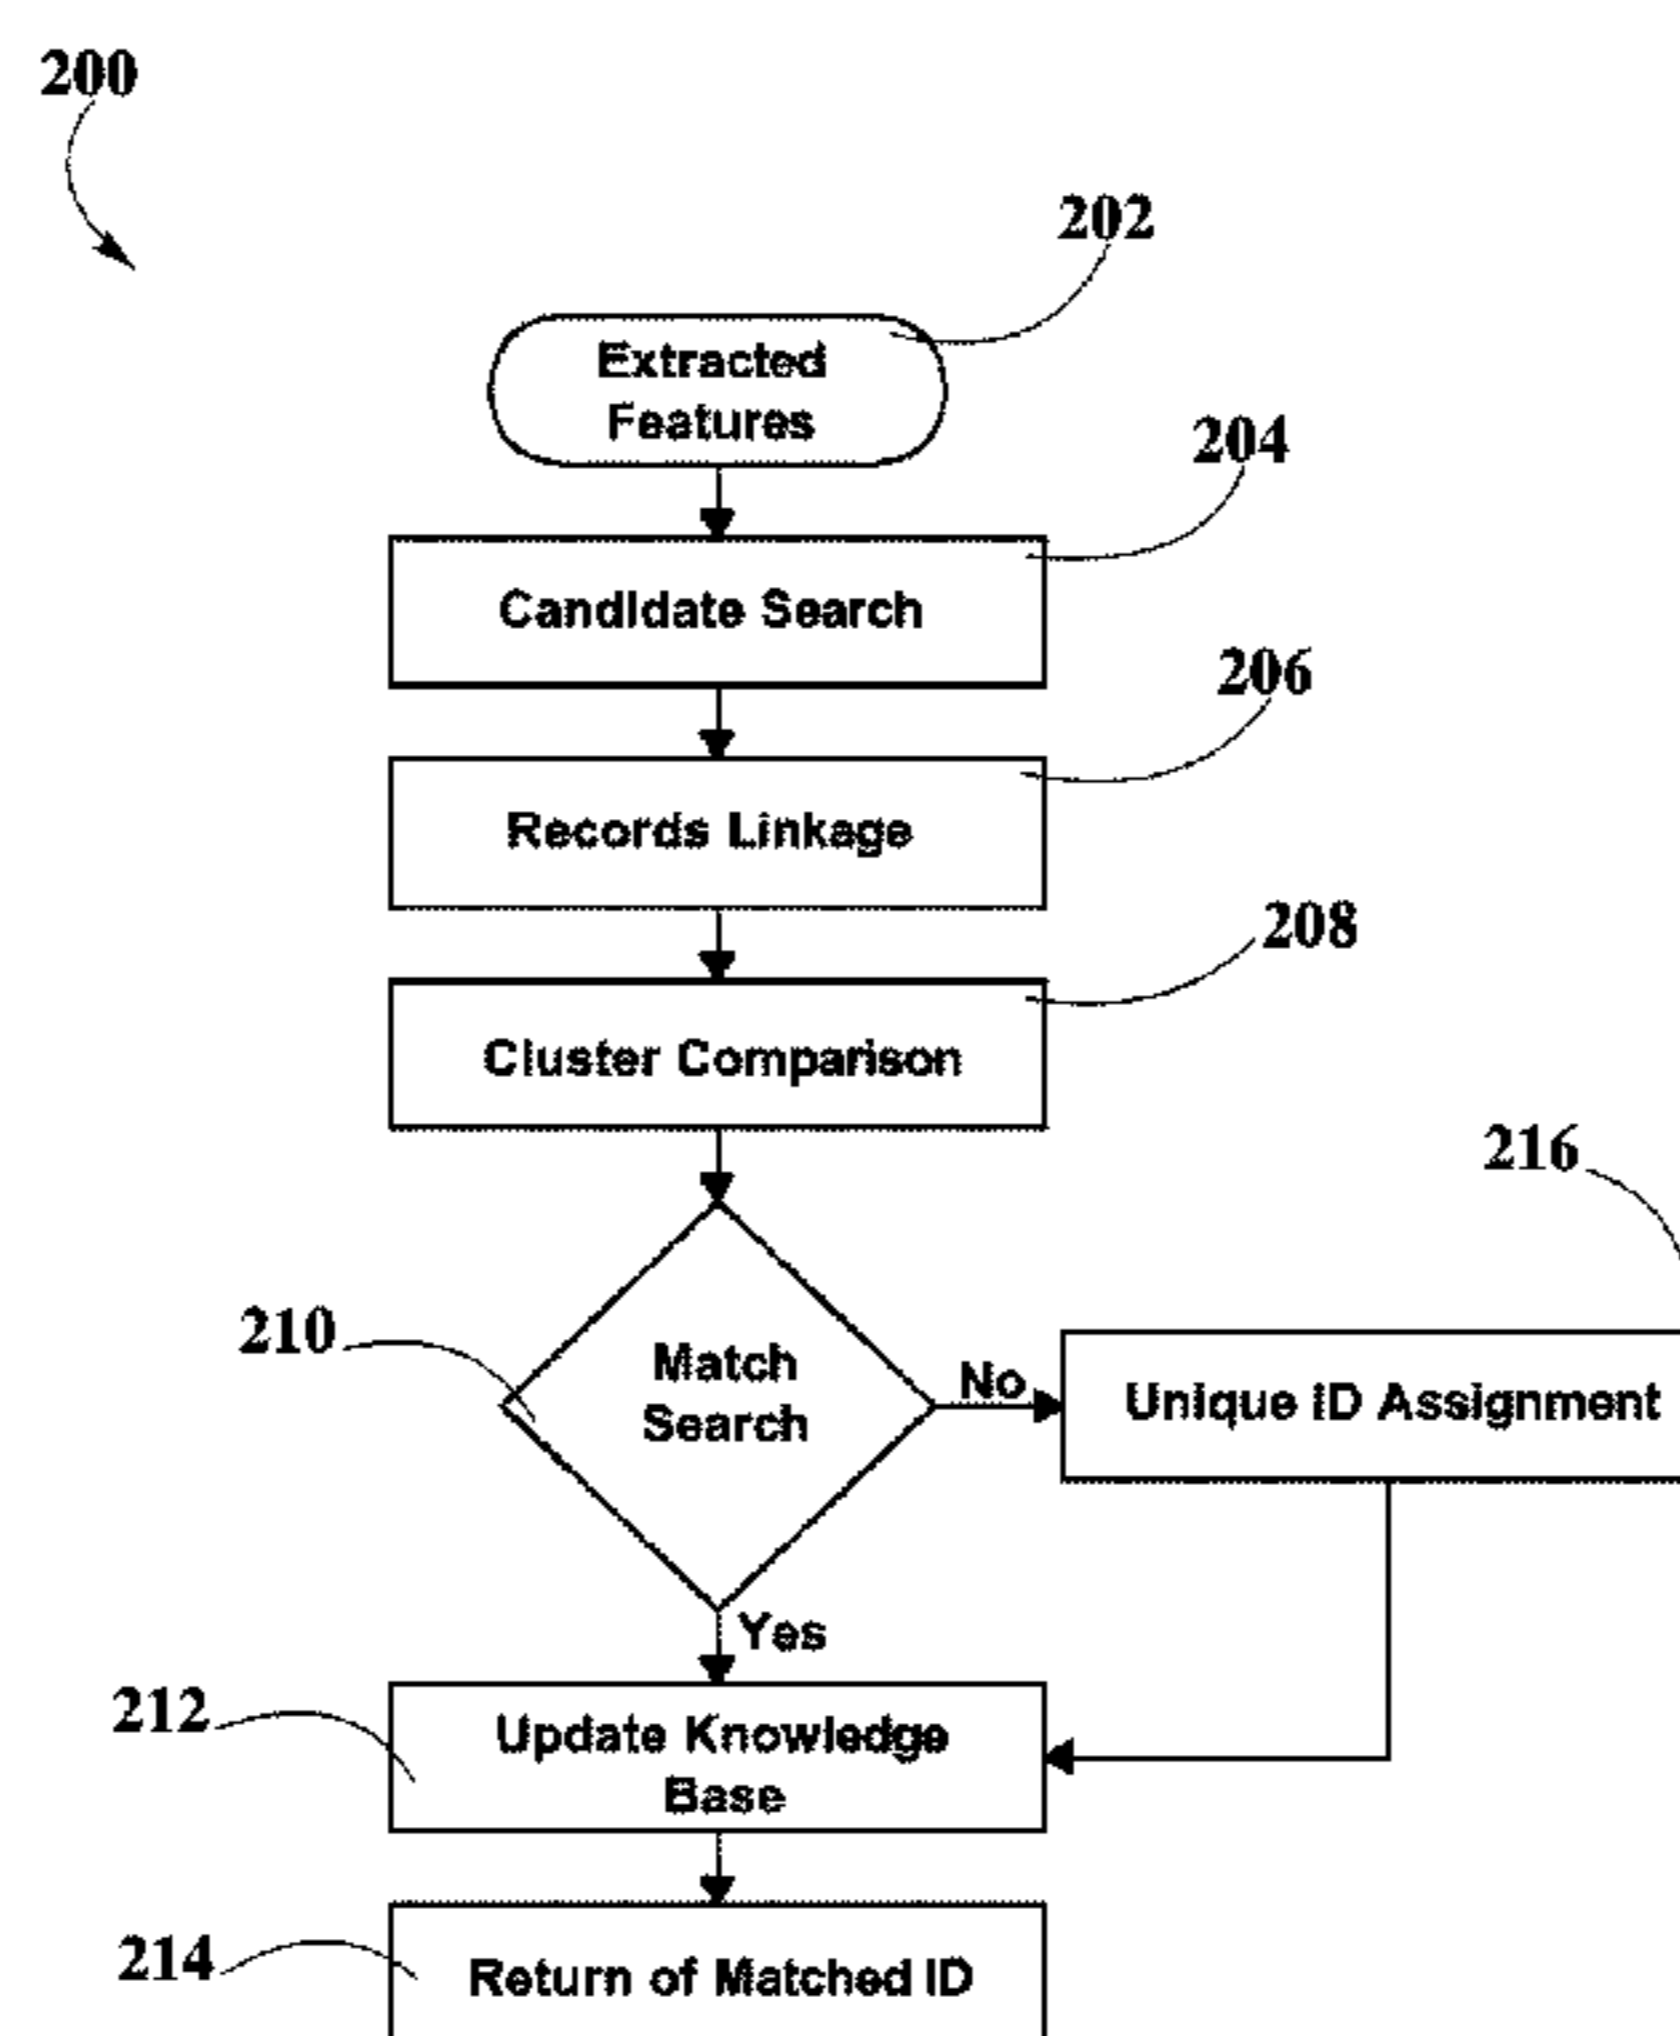 200
202
Extracted
Features
204
Candidate Search
206
Records Linkage
208
Cluster Comparison
216
210
Match
Search
No
Unique ID Assignment
Yes
212
Update Knowledge
Base
214
Return of Matched ID